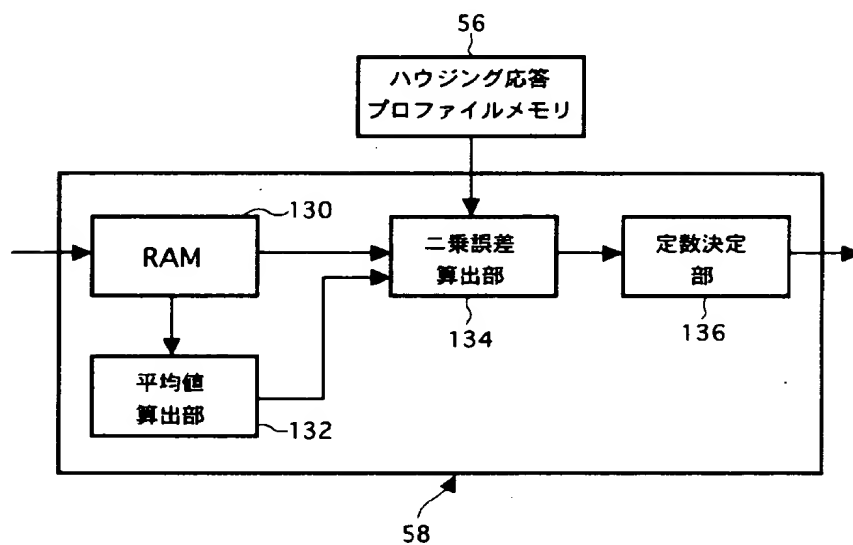 56
ハウジング応答
プロファイルメモリ
130
RAM
二乗誤差
算出部
134
定数決定
部
136
平均値
算出部
132
58